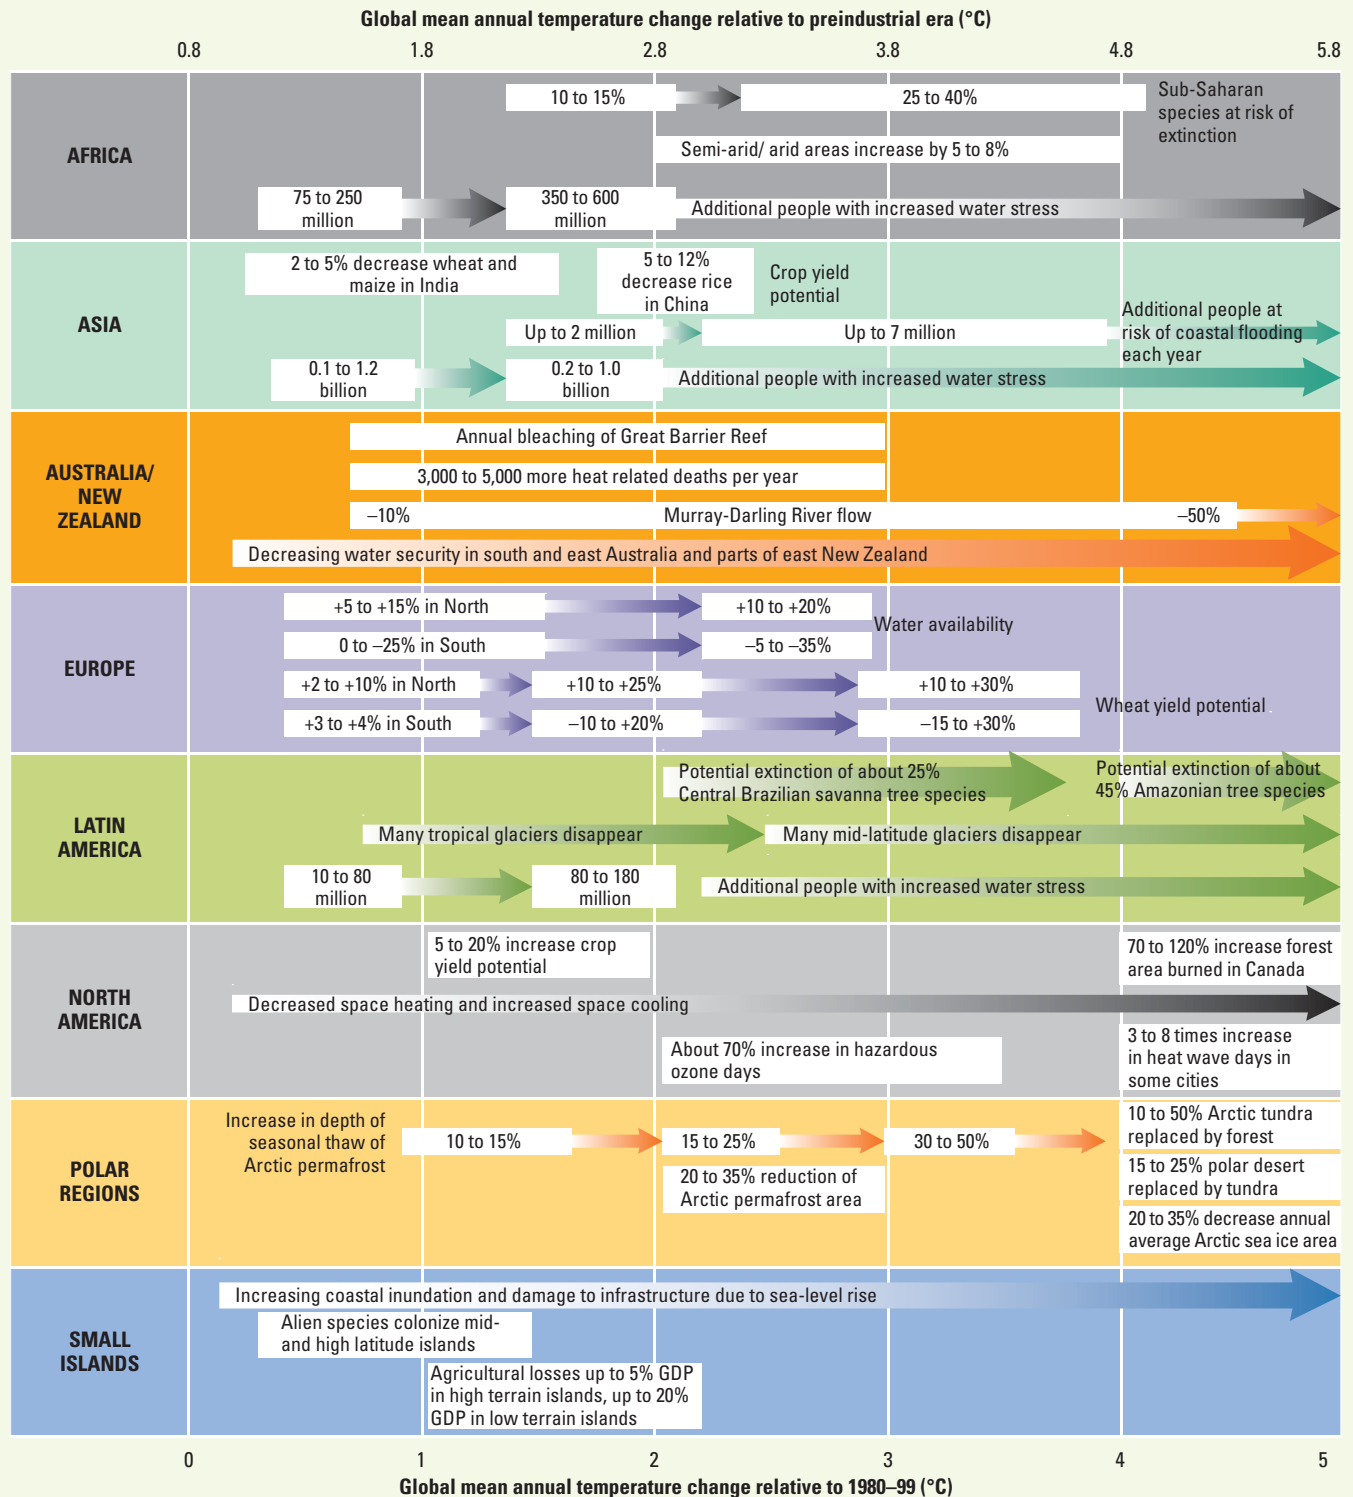 Global mean annual temperature change relative to preindustrial era (°C)
0.8 1.8 2.8 3.8 4.8 5.8
AFRICA
10 to 15%
25 to 40%
Sub-Saharan
species at risk of
extinction
Semi-arid/ arid areas increase by 5 to 8%
75 to 250
million
350 to 600
million
Additional people with increased water stress
ASIA
2 to 5% decrease wheat and
maize in India
5 to 12%
decrease rice
in China
Crop yield
potential
Up to 2 million
Up to 7 million
Additional people at
risk of coastal flooding
each year
0.1 to 1.2
billion
0.2 to 1.0
billion
Additional people with increased water stress
AUSTRALIA/
NEW
ZEALAND
Annual bleaching of Great Barrier Reef
3,000 to 5,000 more heat related deaths per year
–10% Murray-Darling River flow –50%
Decreasing water security in south and east Australia and parts of east New Zealand
EUROPE
+5 to +15% in North
+10 to +20%
Water availability
0 to –25% in South
–5 to –35%
+2 to +10% in North
+10 to +25%
+10 to +30%
Wheat yield potential
+3 to +4% in South
–10 to +20%
–15 to +30%
LATIN
AMERICA
Potential extinction of about 25%
Central Brazilian savanna tree species
Potential extinction of about
45% Amazonian tree species
Many tropical glaciers disappear
Many mid-latitude glaciers disappear
10 to 80
million
80 to 180
million
Additional people with increased water stress
NORTH
AMERICA
5 to 20% increase crop
yield potential
70 to 120% increase forest
area burned in Canada
Decreased space heating and increased space cooling
About 70% increase in hazardous
ozone days
3 to 8 times increase
in heat wave days in
some cities
POLAR
REGIONS
Increase in depth of
seasonal thaw of
Arctic permafrost
10 to 15%
15 to 25%
30 to 50%
10 to 50% Arctic tundra
replaced by forest
20 to 35% reduction of
Arctic permafrost area
15 to 25% polar desert
replaced by tundra
20 to 35% decrease annual
average Arctic sea ice area
SMALL
ISLANDS
Increasing coastal inundation and damage to infrastructure due to sea-level rise
Alien species colonize mid-
and high latitude islands
Agricultural losses up to 5% GDP
in high terrain islands, up to 20%
GDP in low terrain islands
0 1 2 3 4 5
Global mean annual temperature change relative to 1980–99 (°C)